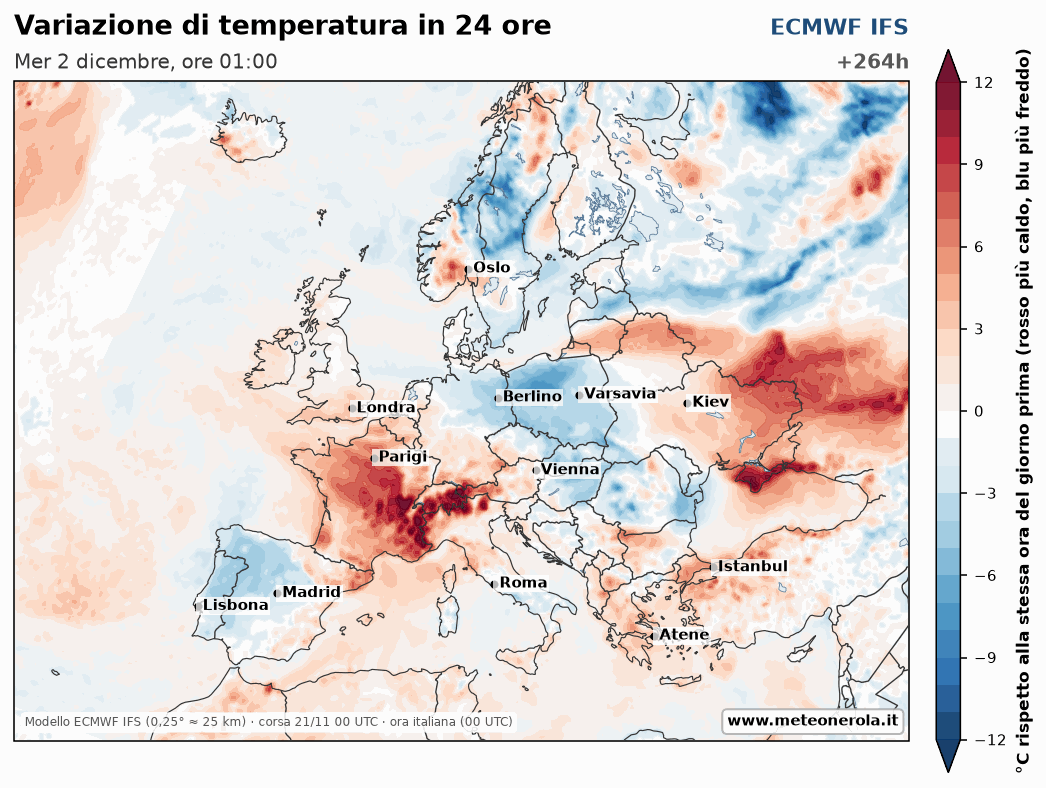 Variazione di temperatura in 24 ore
ECMWF IFS
Mer 2 dicembre, ore 01:00
+264h
Oslo
Berlino
Varsavia
Kiev
Londra
Parigi
Vienna
Istanbul
Roma
Madrid
Lisbona
Atene
Modello ECMWF IFS (0,25° ≈ 25 km) · corsa 21/11 00 UTC · ora italiana (00 UTC)
www.meteonerola.it
12
9
6
3
0
−3
−6
−9
−12
°C rispetto alla stessa ora del giorno prima (rosso più caldo, blu più freddo)